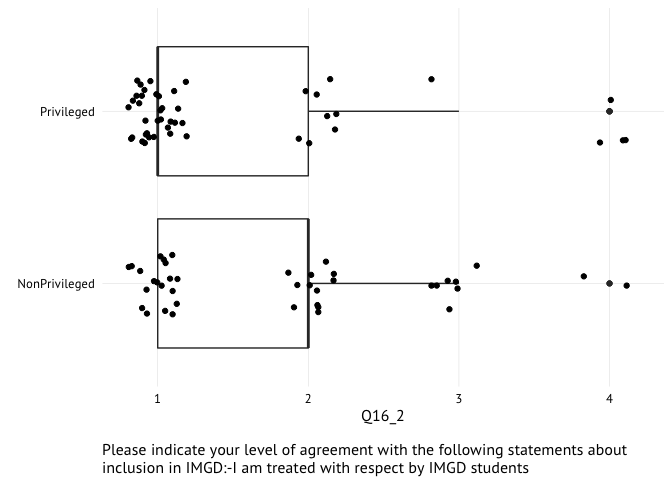 Privileged
NonPrivileged
1 2 3 4
Q16_2
Please indicate your level of agreement with the following statements about
inclusion in IMGD:-I am treated with respect by IMGD students